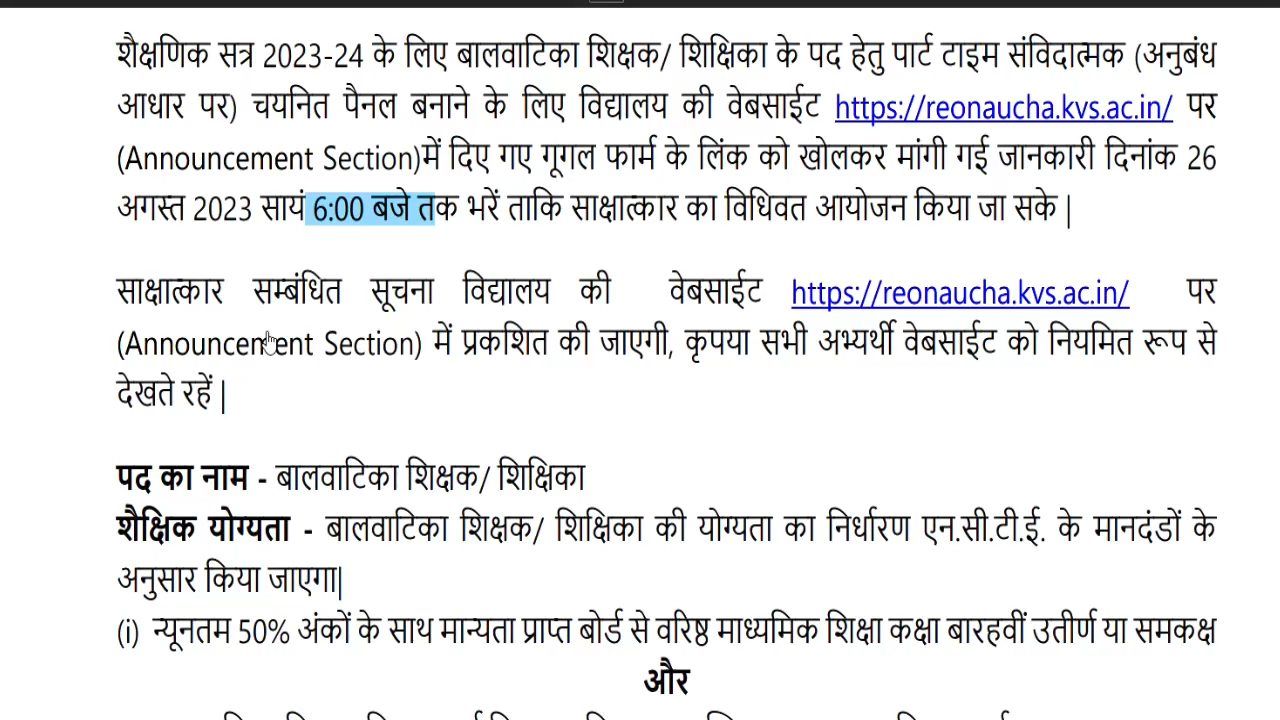 शैक्षणिक सत्र 2023-24 के लिए बालवाटिका शिक्षक/ शिक्षिका के पद हेतु पार्ट टाइम संविदात्मक (अनुबंध
आधार पर) चयनित पैनल बनाने के लिए विद्यालय की वेबसाईट https://reonaucha.kvs.ac.in/ पर
(Announcement Section)में दिए गए गूगल फार्म के लिंक को खोलकर मांगी गई जानकारी दिनांक 26
अगस्त 2023 सायं 6:00 बजे तक भरें ताकि साक्षात्कार का विधिवत आयोजन किया जा सके |
साक्षात्कार सम्बंधित सूचना विद्यालय की वेबसाईट https://reonaucha.kvs.ac.in/ पर
(Announcement Section) में प्रकशित की जाएगी, कृपया सभी अभ्यर्थी वेबसाईट को नियमित रूप से
देखते रहें |
पद का नाम - बालवाटिका शिक्षक/ शिक्षिका
शैक्षिक योग्यता - बालवाटिका शिक्षक/ शिक्षिका की योग्यता का निर्धारण एन.सी.टी.ई. के मानदंडों के
अनुसार किया जाएगा|
(i) न्यूनतम 50% अंकों के साथ मान्यता प्राप्त बोर्ड से वरिष्ठ माध्यमिक शिक्षा कक्षा बारहवीं उतीर्ण या समकक्ष
और